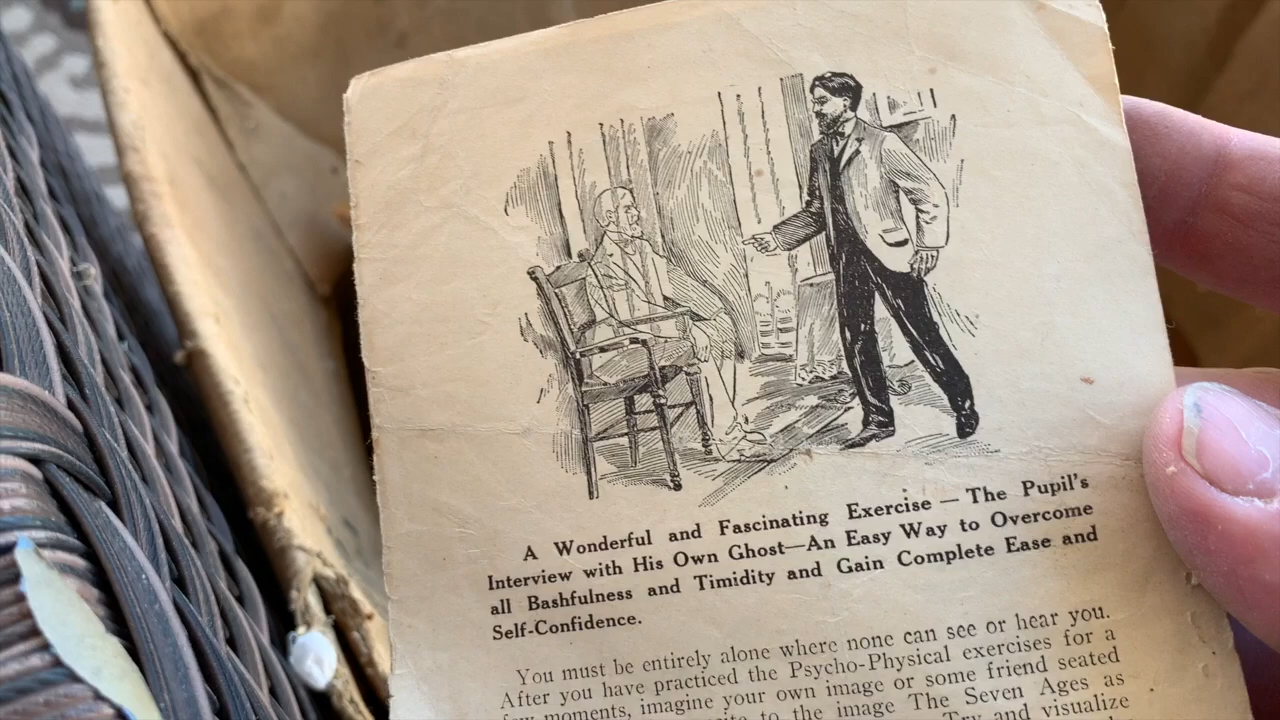 A Wonderful and Fascinating Exercise — The Pupil's
Interview with His Own Ghost—An Easy Way to Overcome
all Bashfulness and Timidity and Gain Complete Ease and
Self-Confidence.
You must be entirely alone where none can see or hear you.
After you have practiced the Psycho-Physical exercises for a
few moments, imagine your own image or some friend seated
to the image The Seven Ages as
Try and visualize